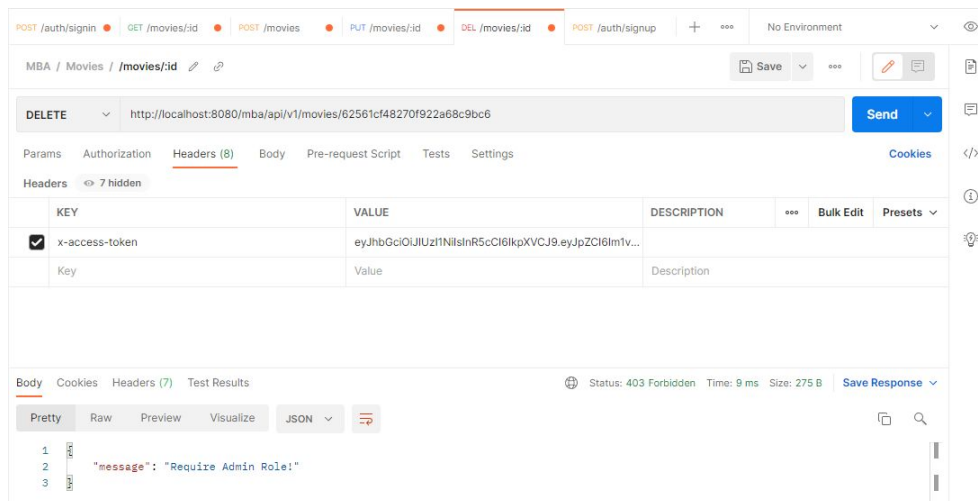 POST /auth/signin GET /movies/:id POST /movies PUT /movies/:id DEL /movies/:id POST /auth/signup + ooo No Environment
MBA / Movies / /movies/:id Save ooo
DELETE http://localhost:8080/mba/api/v1/movies/62561cf48270f922a68c9bc6 Send
Params Authorization Headers (8) Body Pre-request Script Tests Settings Cookies
Headers 7 hidden
KEY VALUE DESCRIPTION ooo Bulk Edit Presets
x-access-token eyJhbGciOiJIUzI1NiIsInR5cCI6IkpXVCJ9.eyJpZCI6Im1v...
Key Value Description
Body Cookies Headers (7) Test Results Status: 403 Forbidden Time: 9 ms Size: 275 B Save Response
Pretty Raw Preview Visualize JSON
1 {
2 "message": "Require Admin Role!"
3 }